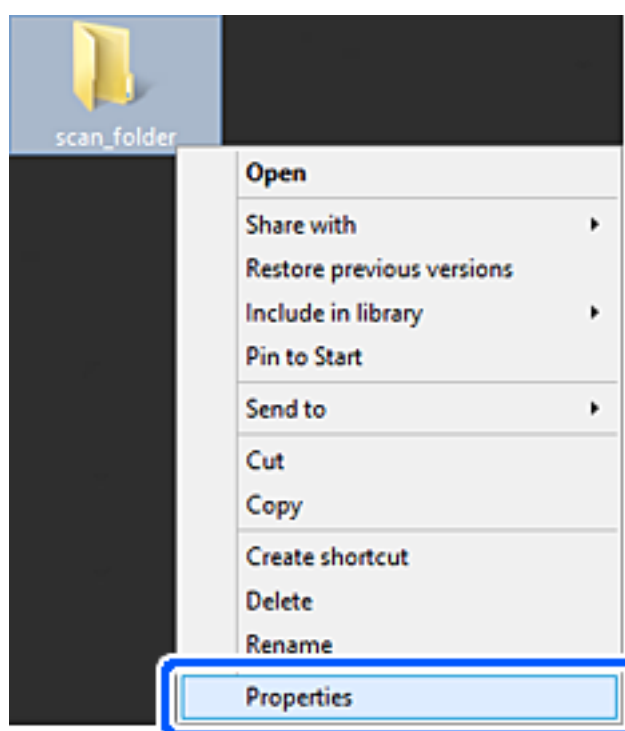 scan_folder
Open
Share with
Restore previous versions
Include in library
Pin to Start
Send to
Cut
Copy
Create shortcut
Delete
Rename
Properties